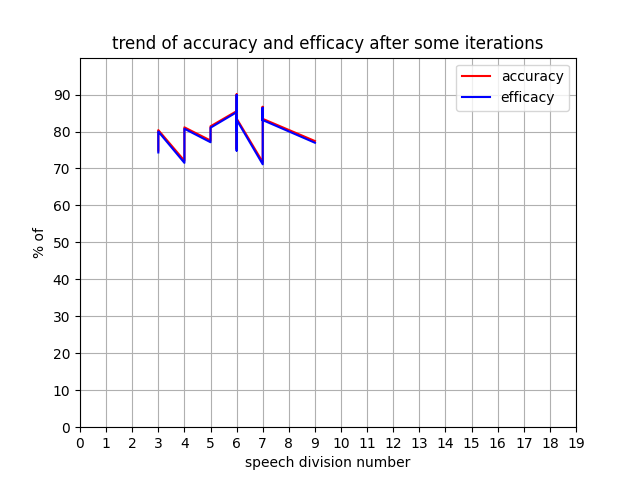 trend of accuracy and efficacy after some iterations
accuracy
efficacy
90
80
70
60
50
40
30
20
10
0
% of
0 1 2 3 4 5 6 7 8 9 10 11 12 13 14 15 16 17 18 19
speech division number